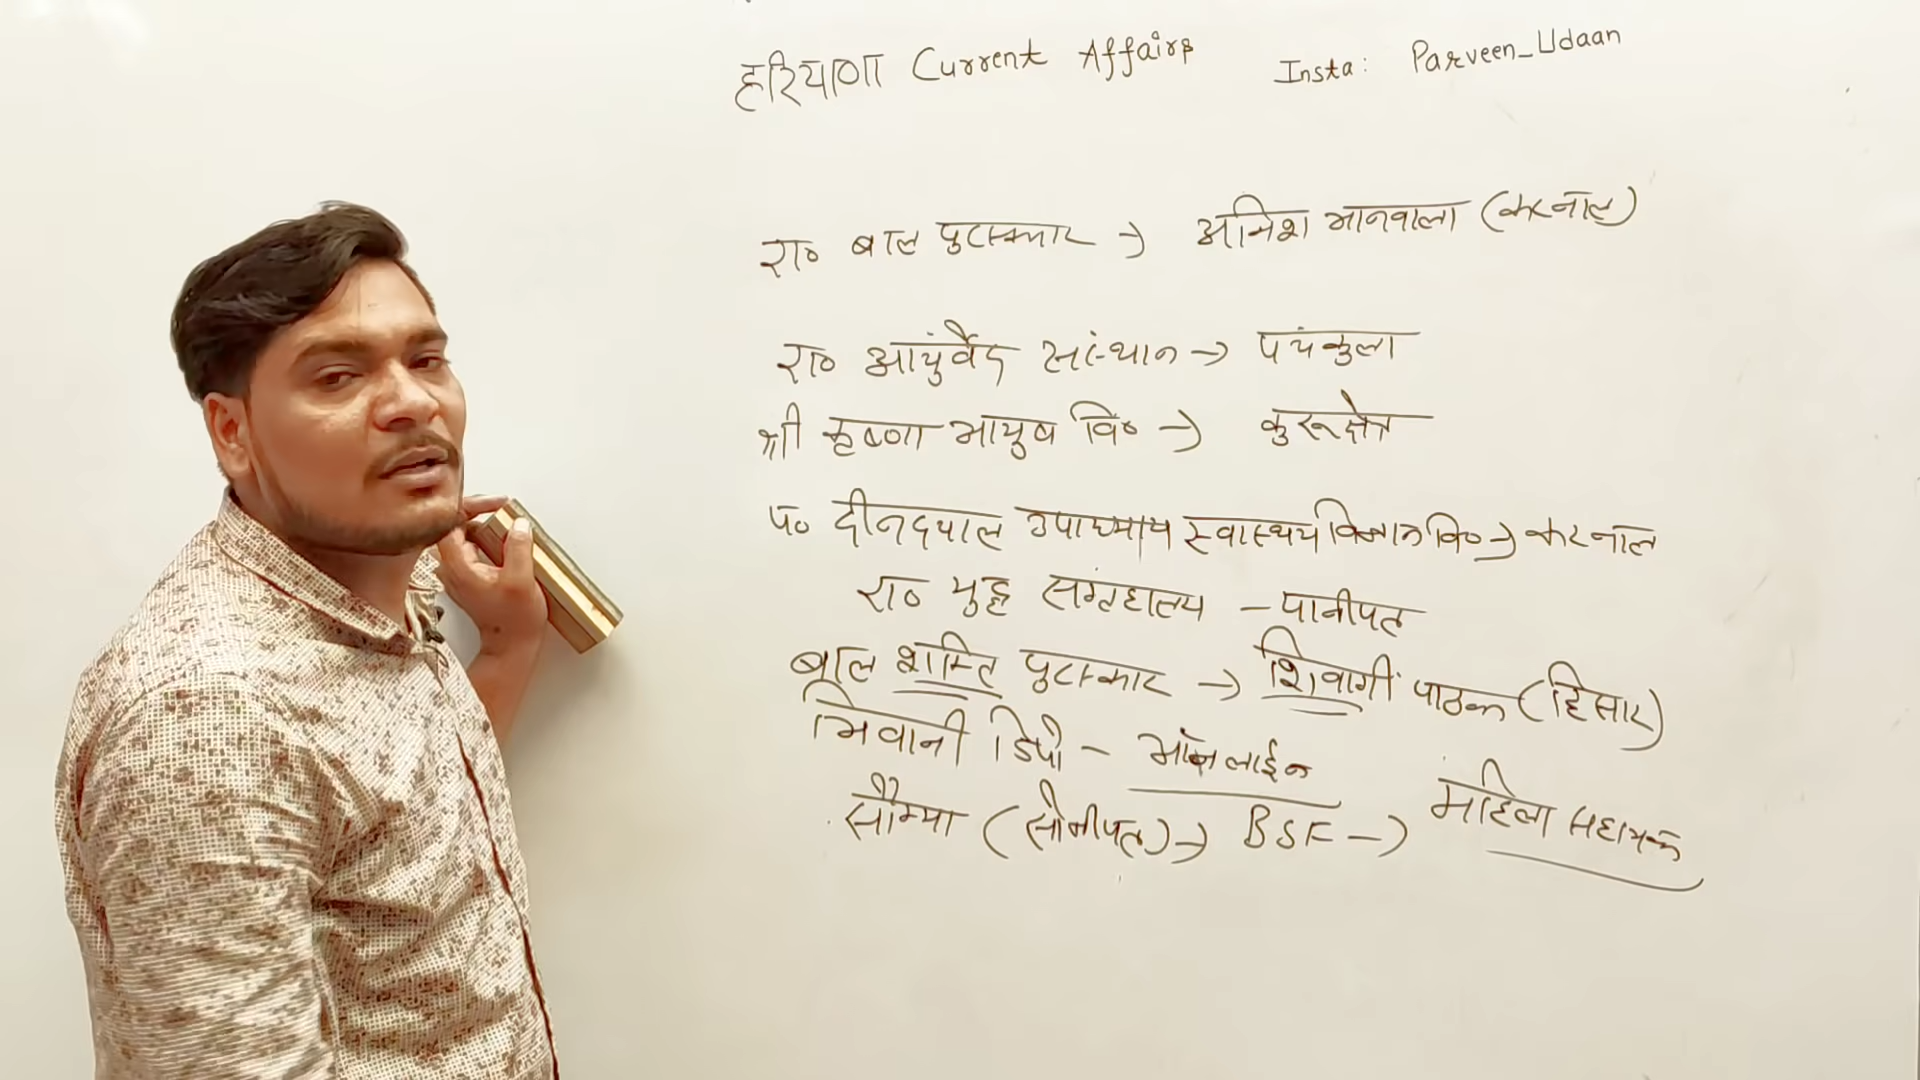 हरियाणा Current Affairs Insta: Parveen_Udaan
रा० बाल पुरस्कार → अनिश भानवाला (करनाल)
रा० आयुंर्वेद संस्थान → पंचकुला
श्री कृष्णा आयुष वि० → कुरूक्षेत्र
प० दीनदयाल उपाध्याय स्वास्थय विज्ञान वि० → करनाल
रा० युद्ध संग्रहालय - पानीपत
बाल शक्ति पुरस्कार → शिवांगी पाठक (हिसार)
भिवानी डिपो - ऑनलाईन
सौम्या (सोनीपत) → BSF → महिला सहायक